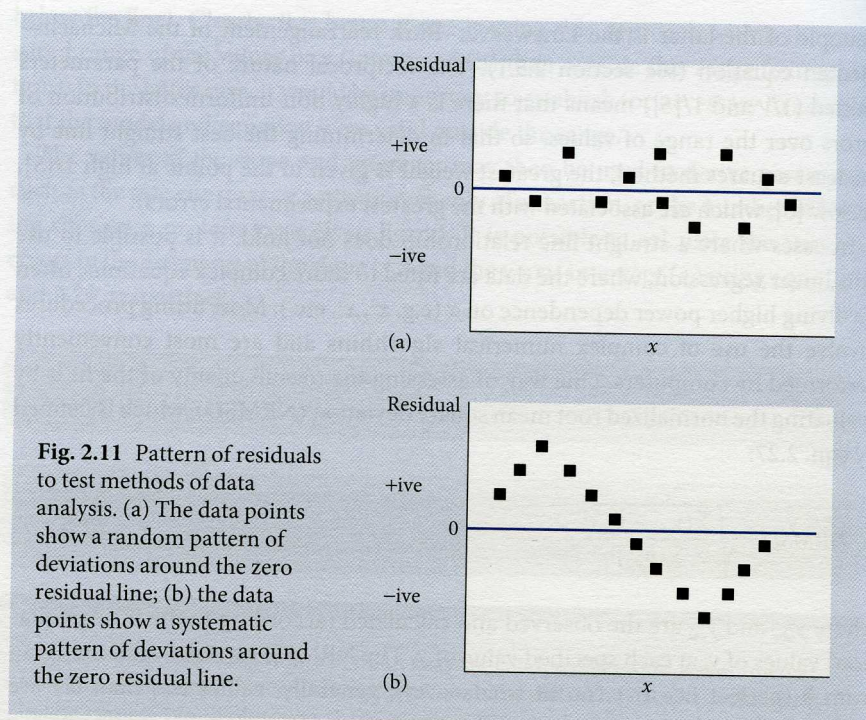 Residual
+ive
0
−ive
(a)
x
Residual
+ive
0
−ive
(b)
x
Fig. 2.11 Pattern of residuals
to test methods of data
analysis. (a) The data points
show a random pattern of
deviations around the zero
residual line; (b) the data
points show a systematic
pattern of deviations around
the zero residual line.